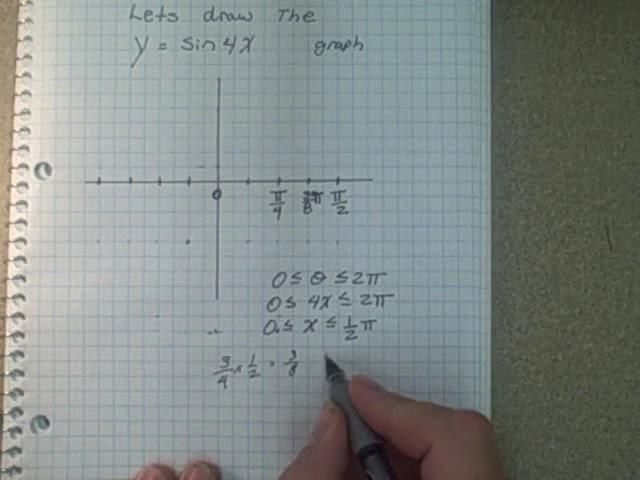 Lets draw The
y = sin 4x graph
0 π/4 3π/8 π/2
0 ≤ θ ≤ 2π
0 ≤ 4x ≤ 2π
0 ≤ x ≤ 1/2 π
3/4 × 1/2 = 3/8